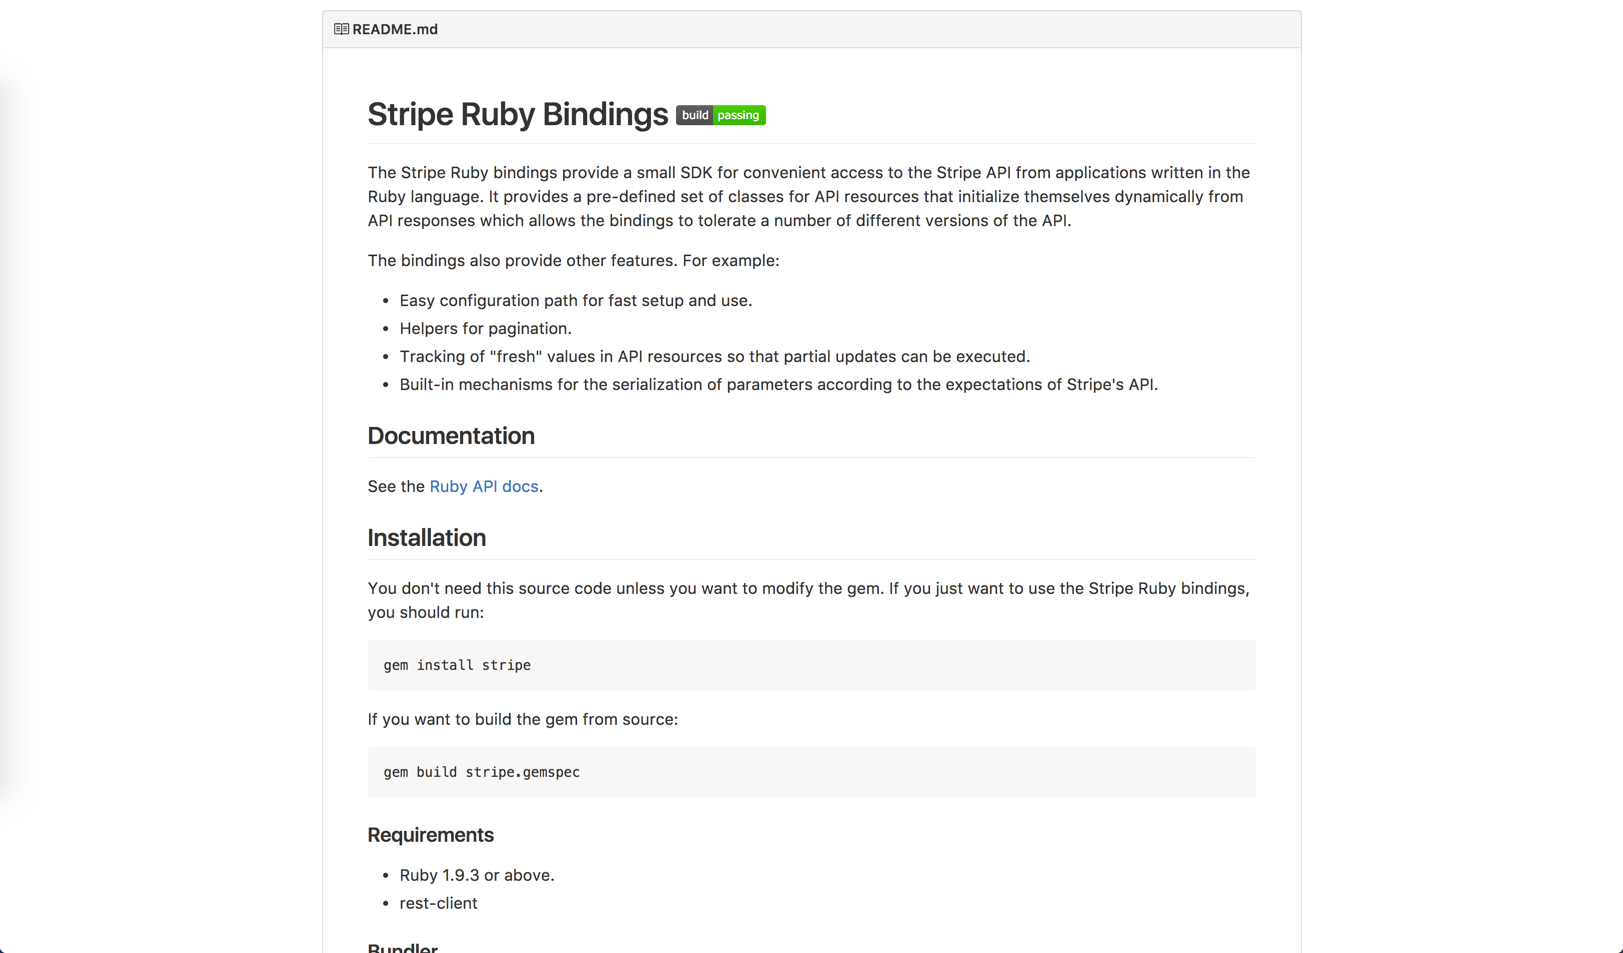 README.md
Stripe Ruby Bindings build passing
The Stripe Ruby bindings provide a small SDK for convenient access to the Stripe API from applications written in the
Ruby language. It provides a pre-defined set of classes for API resources that initialize themselves dynamically from
API responses which allows the bindings to tolerate a number of different versions of the API.
The bindings also provide other features. For example:
• Easy configuration path for fast setup and use.
• Helpers for pagination.
• Tracking of "fresh" values in API resources so that partial updates can be executed.
• Built-in mechanisms for the serialization of parameters according to the expectations of Stripe's API.
Documentation
See the Ruby API docs.
Installation
You don't need this source code unless you want to modify the gem. If you just want to use the Stripe Ruby bindings,
you should run:
gem install stripe
If you want to build the gem from source:
gem build stripe.gemspec
Requirements
• Ruby 1.9.3 or above.
• rest-client
Bundler